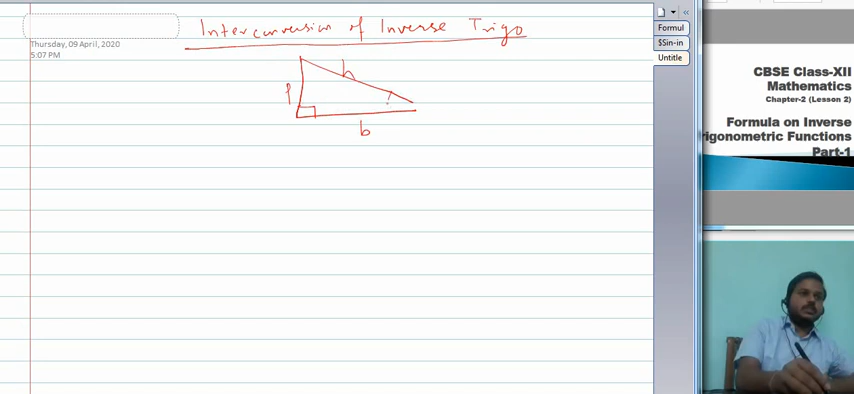 Interconversion of Inverse Trigo
Thursday, 09 April, 2020
5:07 PM
h
p
b
Formul
$Sin-in
Untitle
CBSE Class-XII
Mathematics
Chapter-2 (Lesson 2)
Formula on Inverse
rigonometric Functions
Part-1